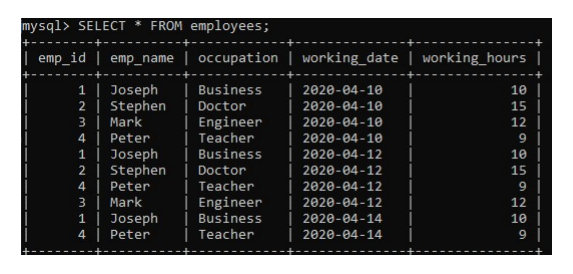 mysql> SELECT * FROM employees;
+--------+----------+------------+--------------+---------------+
| emp_id | emp_name | occupation | working_date | working_hours |
+--------+----------+------------+--------------+---------------+
|      1 | Joseph   | Business   | 2020-04-10   |            10 |
|      2 | Stephen  | Doctor     | 2020-04-10   |            15 |
|      3 | Mark     | Engineer   | 2020-04-10   |            12 |
|      4 | Peter    | Teacher    | 2020-04-10   |             9 |
|      1 | Joseph   | Business   | 2020-04-12   |            10 |
|      2 | Stephen  | Doctor     | 2020-04-12   |            15 |
|      4 | Peter    | Teacher    | 2020-04-12   |             9 |
|      3 | Mark     | Engineer   | 2020-04-12   |            12 |
|      1 | Joseph   | Business   | 2020-04-14   |            10 |
|      4 | Peter    | Teacher    | 2020-04-14   |             9 |
+--------+----------+------------+--------------+---------------+